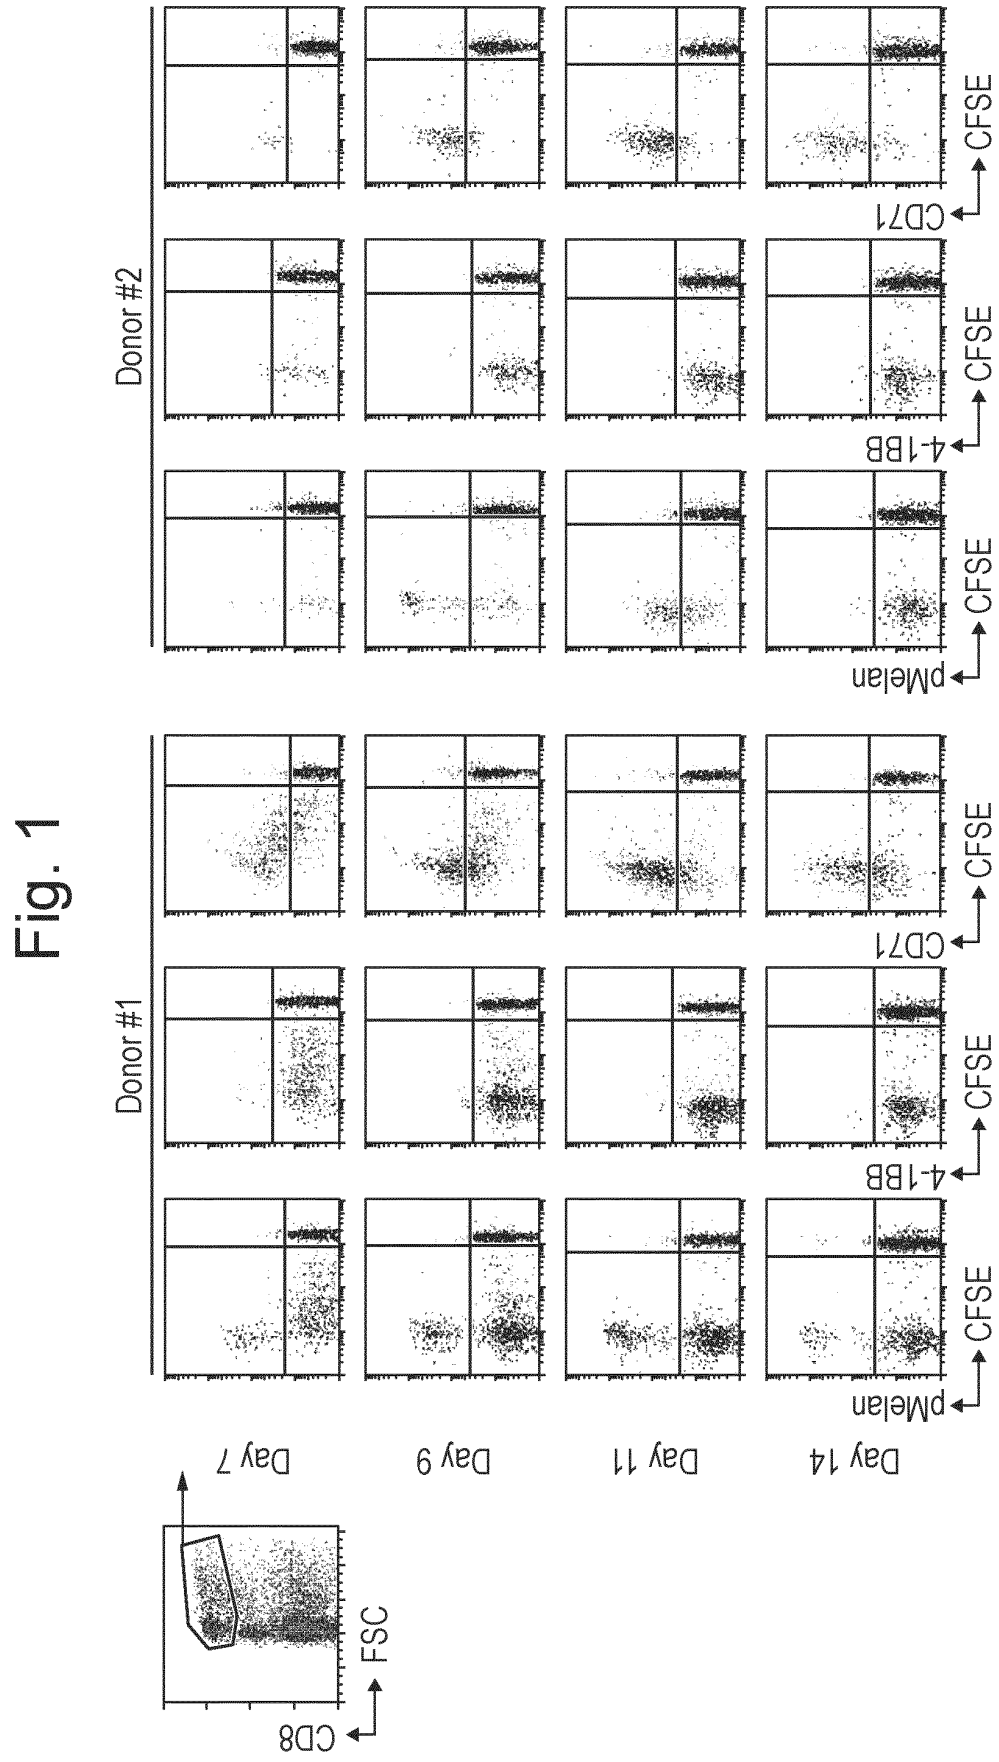 Fig. 1
Donor #1
Donor #2
CD8
FSC
Day 7
Day 9
Day 11
Day 14
pMelan
CFSE
4-1BB
CFSE
CD71
CFSE
pMelan
CFSE
4-1BB
CFSE
CD71
CFSE